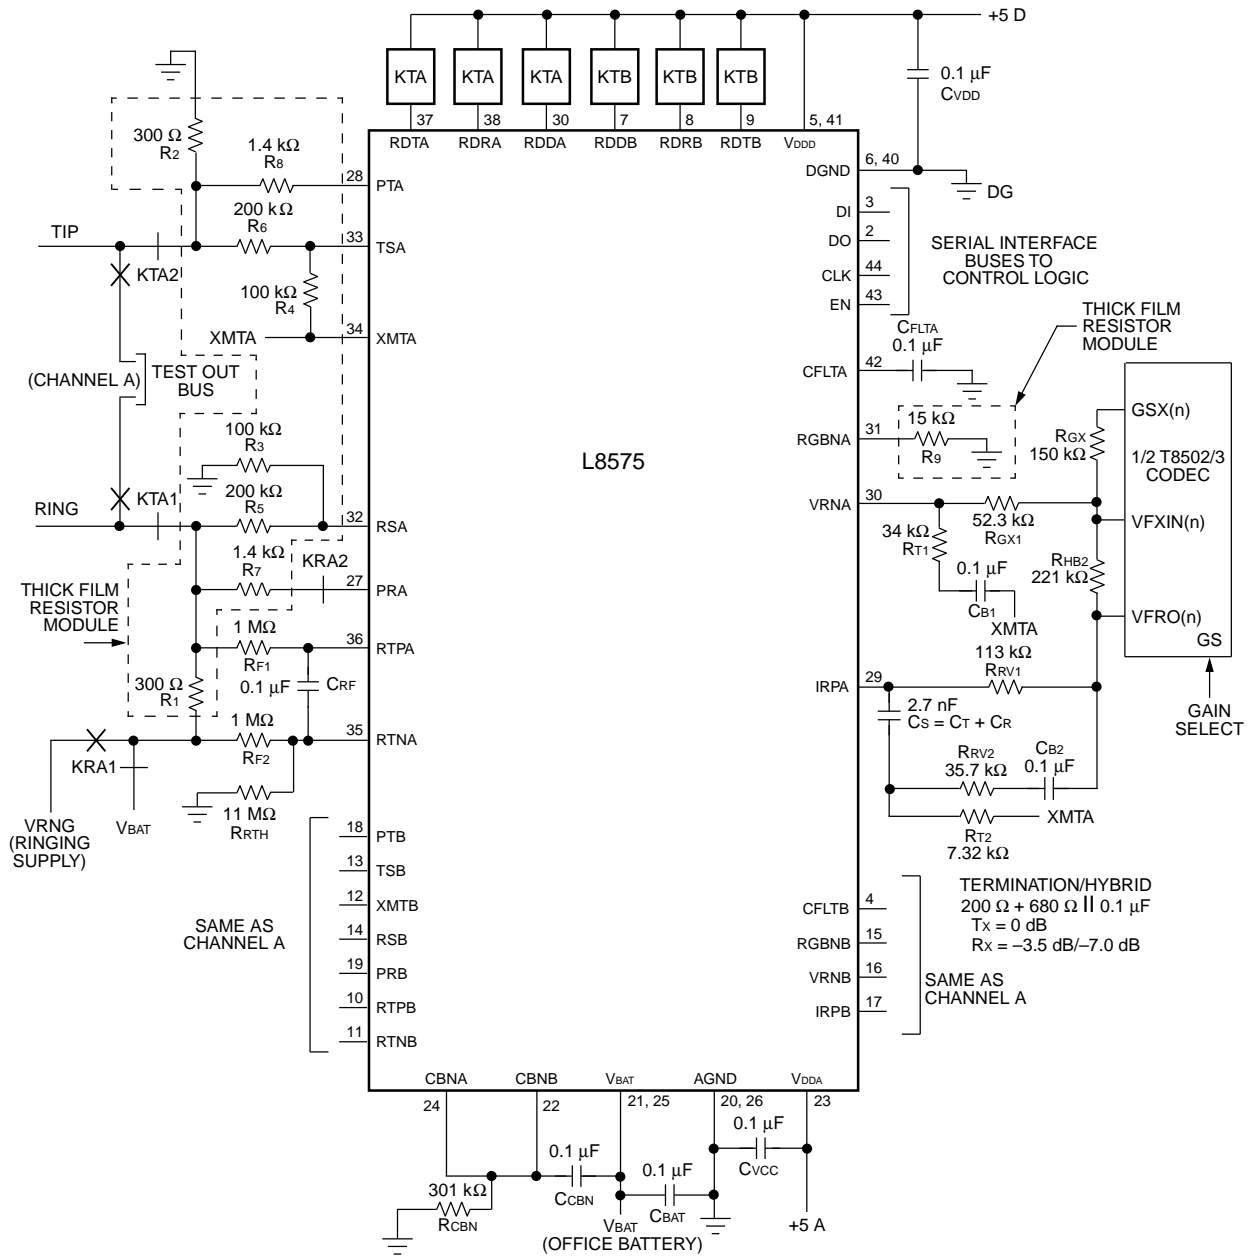 +5 D
KTA
KTA
KTA
KTB
KTB
KTB
0.1 µF
CVDD
37
38
30
7
8
9
5, 41
RDTA
RDRA
RDDA
RDDB
RDRB
RDTB
VDDD
300 Ω
R2
1.4 kΩ
R8
28
PTA
200 kΩ
R6
33
TSA
TIP
KTA2
100 kΩ
R4
XMTA
34
XMTA
(CHANNEL A)
TEST OUT
BUS
100 kΩ
R3
KTA1
200 kΩ
R5
RING
32
RSA
1.4 kΩ
R7
KRA2
27
PRA
THICK FILM
RESISTOR
MODULE
1 MΩ
RF1
36
RTPA
0.1 µF
CRF
300 Ω
R1
1 MΩ
RF2
35
RTNA
KRA1
11 MΩ
RRTH
VRNG
(RINGING
SUPPLY)
VBAT
18
PTB
13
TSB
12
XMTB
14
RSB
19
PRB
10
RTPB
11
RTNB
SAME AS
CHANNEL A
L8575
DGND
6, 40
DG
DI
3
DO
2
CLK
44
EN
43
SERIAL INTERFACE
BUSES TO
CONTROL LOGIC
CFLTA
0.1 µF
CFLTA
42
THICK FILM
RESISTOR
MODULE
RGBNA
31
15 kΩ
R9
GSX(n)
RGX
150 kΩ
1/2 T8502/3
CODEC
VRNA
30
52.3 kΩ
RGX1
VFXIN(n)
34 kΩ
RT1
0.1 µF
CB1
XMTA
RHB2
221 kΩ
VFRO(n)
GS
113 kΩ
RRV1
IRPA
29
GAIN
SELECT
2.7 nF
CS = CT + CR
RRV2
35.7 kΩ
CB2
0.1 µF
XMTA
RT2
7.32 kΩ
TERMINATION/HYBRID
200 Ω + 680 Ω || 0.1 µF
TX = 0 dB
RX = –3.5 dB/–7.0 dB
CFLTB
4
RGBNB
15
VRNB
16
IRPB
17
SAME AS
CHANNEL A
CBNA
CBNB
VBAT
AGND
VDDA
24
22
21, 25
20, 26
23
0.1 µF
CVCC
0.1 µF
CCBN
0.1 µF
CBAT
301 kΩ
RCBN
VBAT
(OFFICE BATTERY)
+5 A